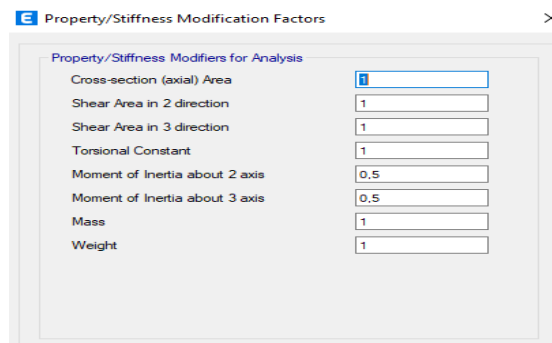 E Property/Stiffness Modification Factors
Property/Stiffness Modifiers for Analysis
Cross-section (axial) Area 1
Shear Area in 2 direction 1
Shear Area in 3 direction 1
Torsional Constant 1
Moment of Inertia about 2 axis 0,5
Moment of Inertia about 3 axis 0,5
Mass 1
Weight 1